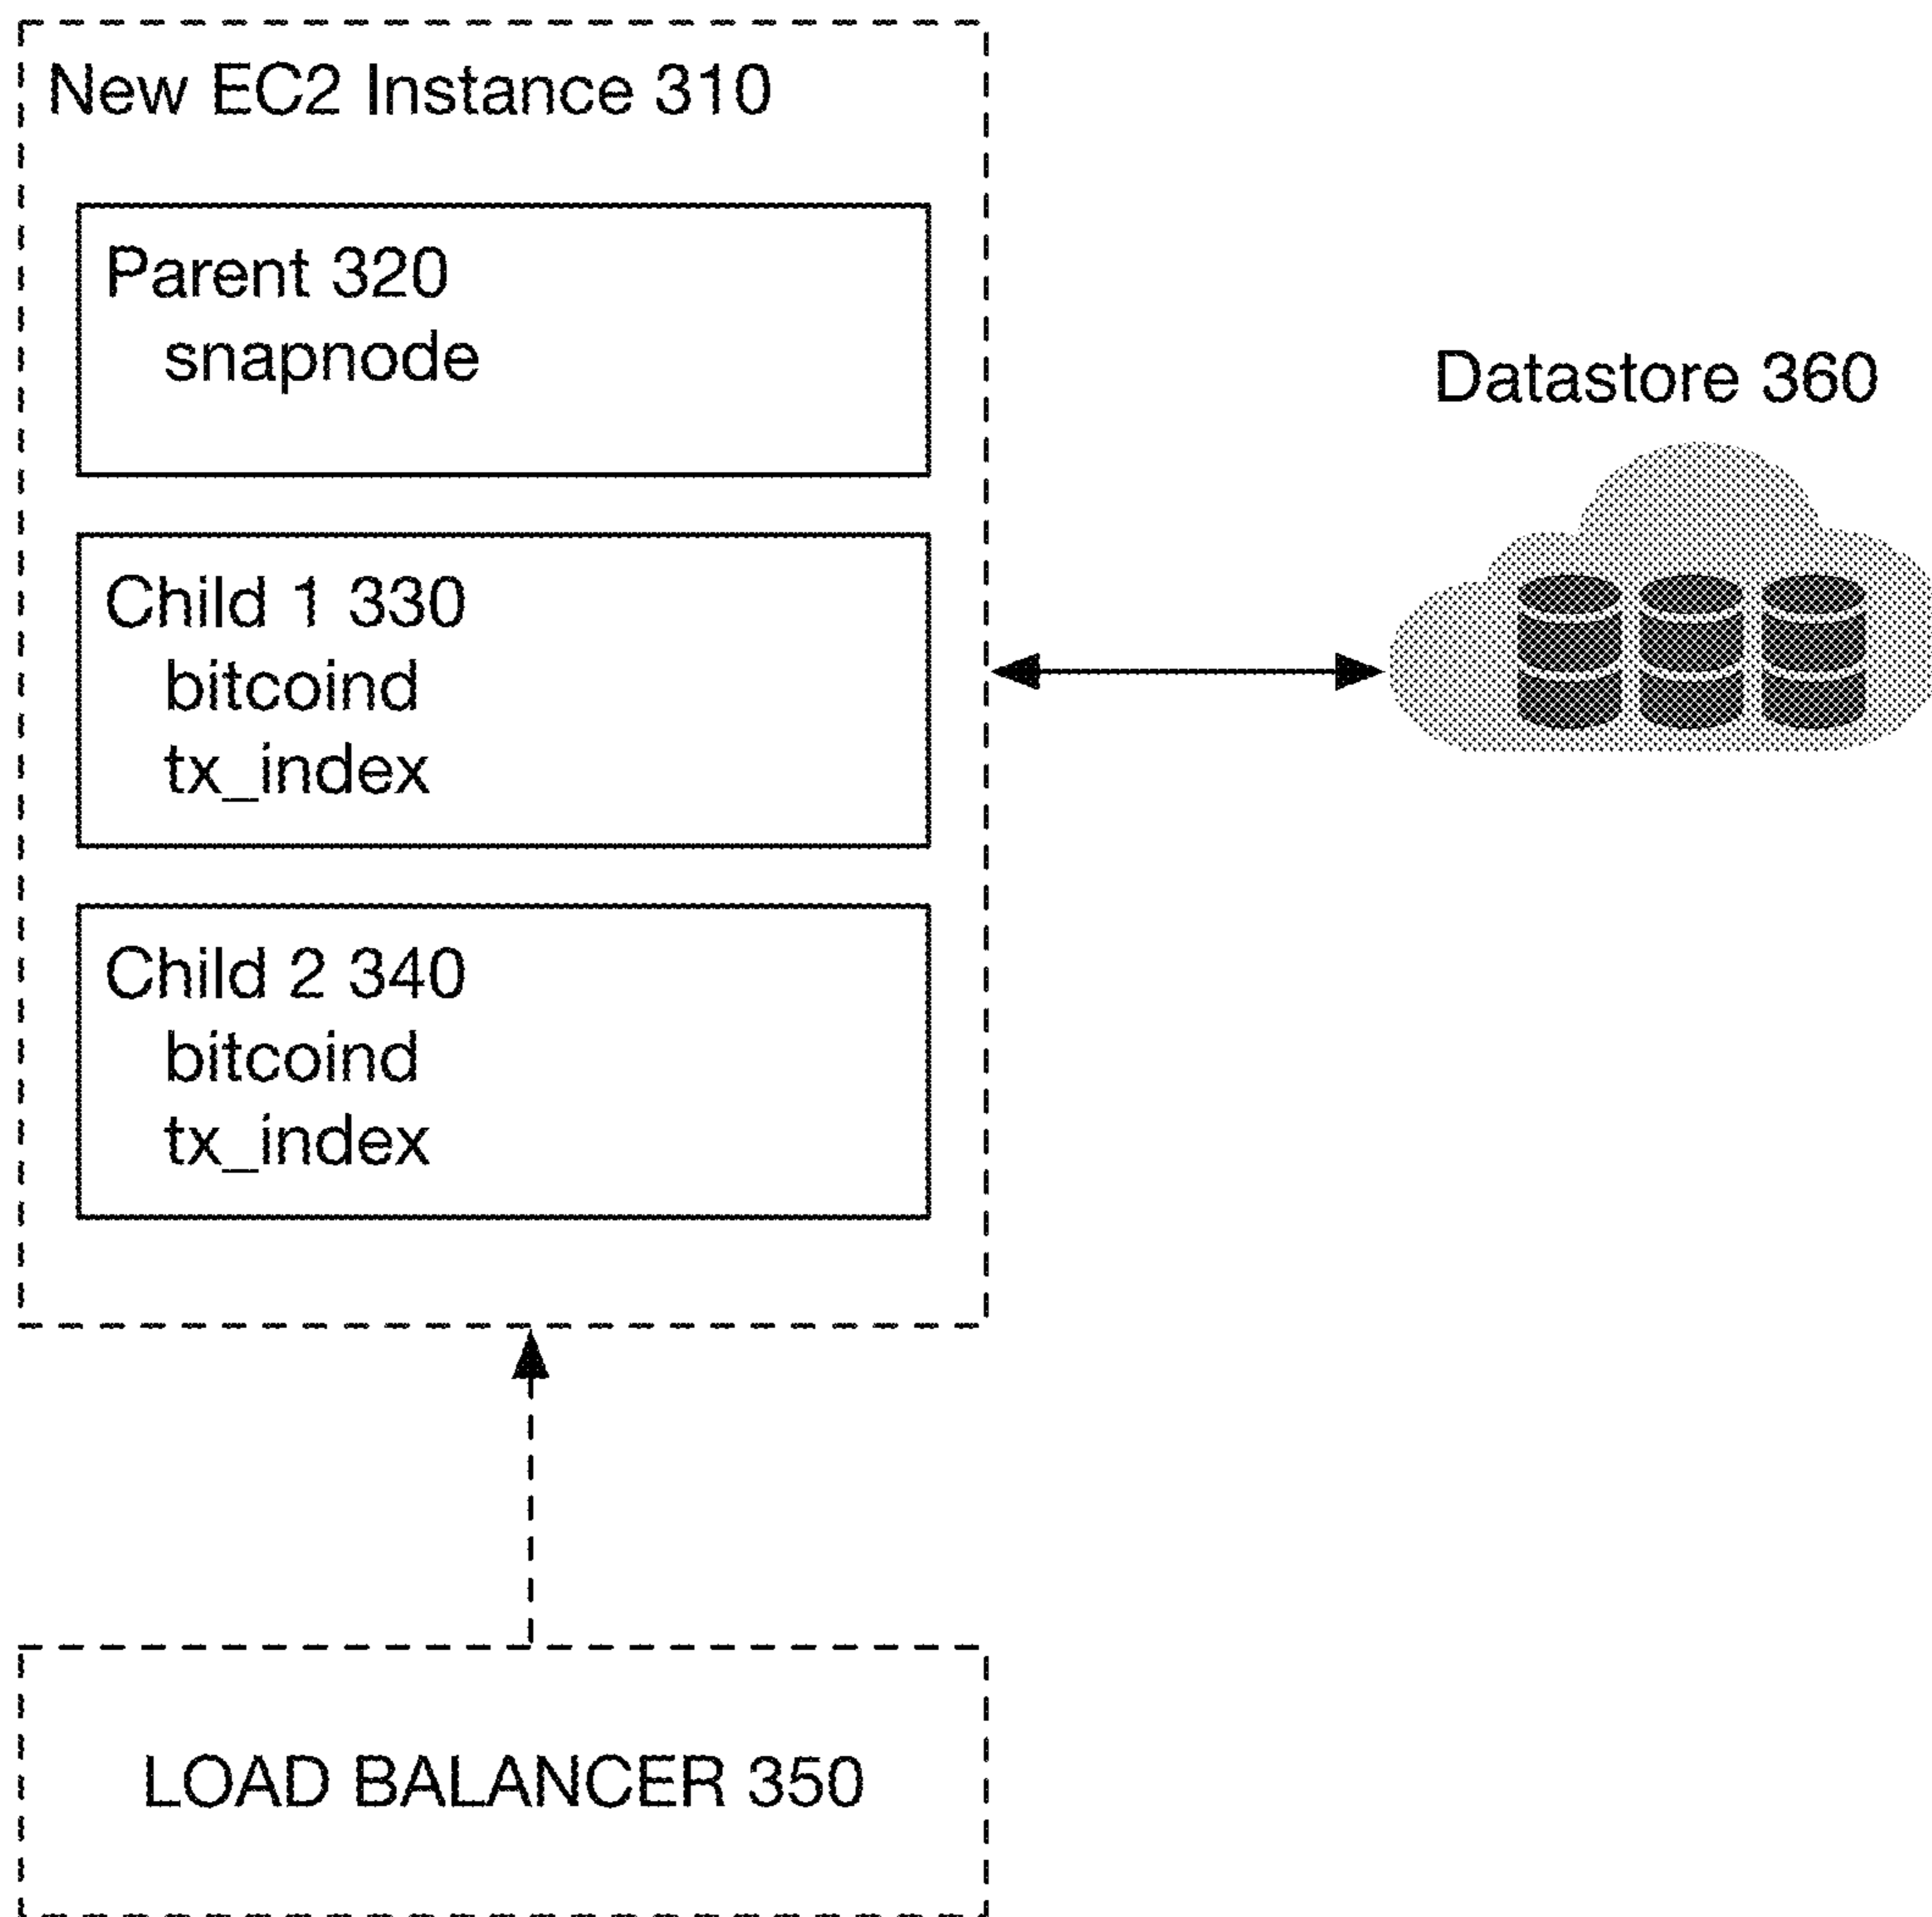 New EC2 Instance 310
Parent 320
snapnode
Child 1 330
bitcoind
tx_index
Child 2 340
bitcoind
tx_index
Datastore 360
LOAD BALANCER 350